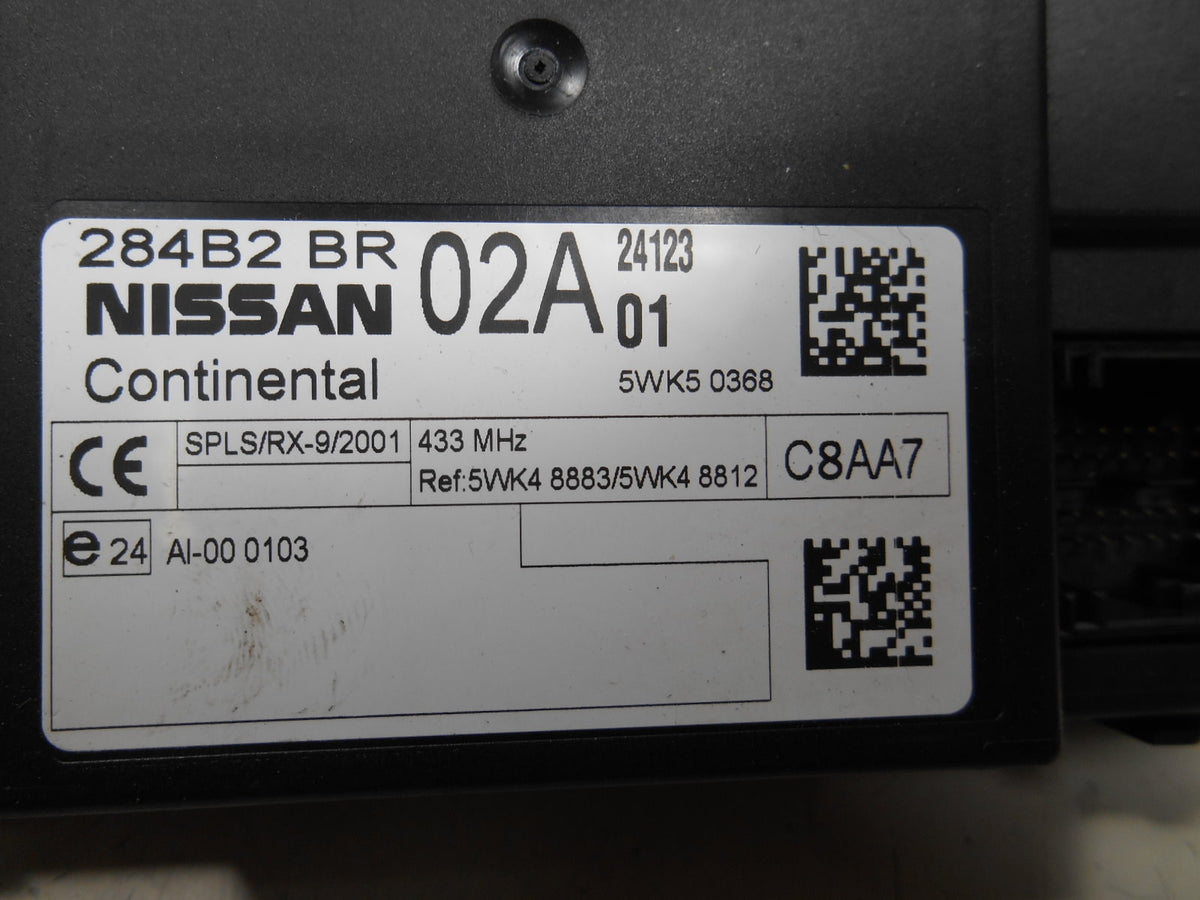 284B2 BR 02A 24123
NISSAN 01
Continental 5WK5 0368
CE SPLS/RX-9/2001 433 MHz C8AA7
Ref:5WK4 8883/5WK4 8812
e 24 AI-00 0103